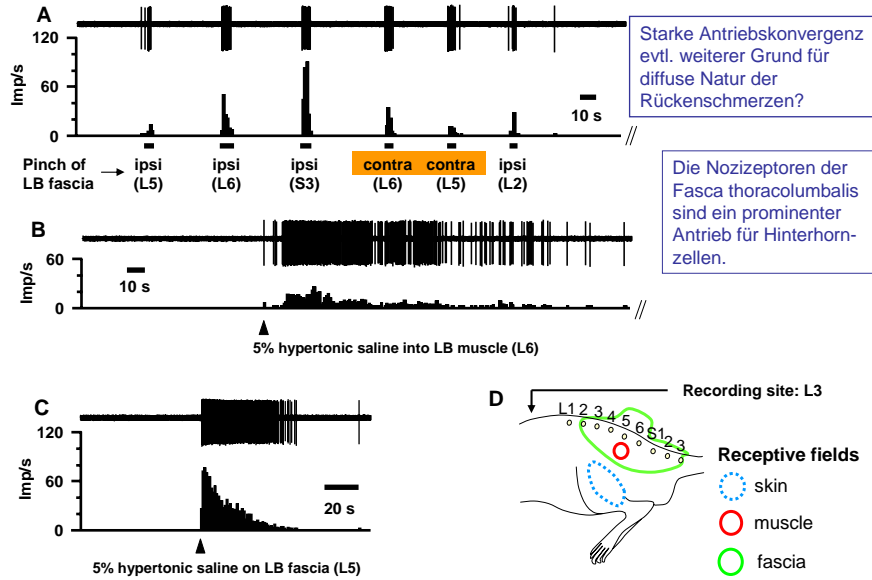 A
120
60
0
Imp/s
10 s
//
Pinch of
LB fascia
ipsi
(L5)
ipsi
(L6)
ipsi
(S3)
contra
(L6)
contra
(L5)
ipsi
(L2)
Starke Antriebskonvergenz
evtl. weiterer Grund für
diffuse Natur der
Rückenschmerzen?
Die Nozizeptoren der
Fasca thoracolumbalis
sind ein prominenter
Antrieb für Hinterhorn-
zellen.
B
60
0
Imp/s
10 s
//
5% hypertonic saline into LB muscle (L6)
C
120
60
0
Imp/s
20 s
5% hypertonic saline on LB fascia (L5)
D
Recording site: L3
L1 2 3 4 5 6 S1 2 3
Receptive fields
skin
muscle
fascia